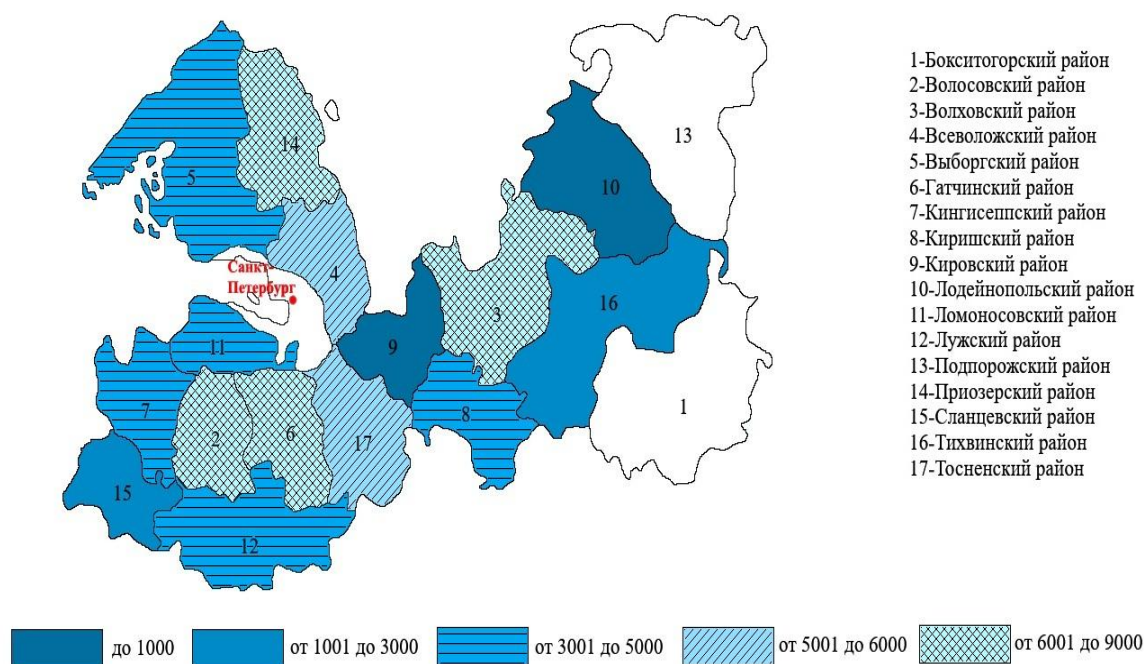 1-Бокситогорский район
2-Волосовский район
3-Волховский район
4-Всеволожский район
5-Выборгский район
6-Гатчинский район
7-Кингисеппский район
8-Киришский район
9-Кировский район
10-Лодейнопольский район
11-Ломоносовский район
12-Лужский район
13-Подпорожский район
14-Приозерский район
15-Сланцевский район
16-Тихвинский район
17-Тосненский район
13
14
5
10
Санкт-
Петербург
4
16
3
11
9
7
8
1
2
6
17
15
12
до 1000
от 1001 до 3000
от 3001 до 5000
от 5001 до 6000
от 6001 до 9000